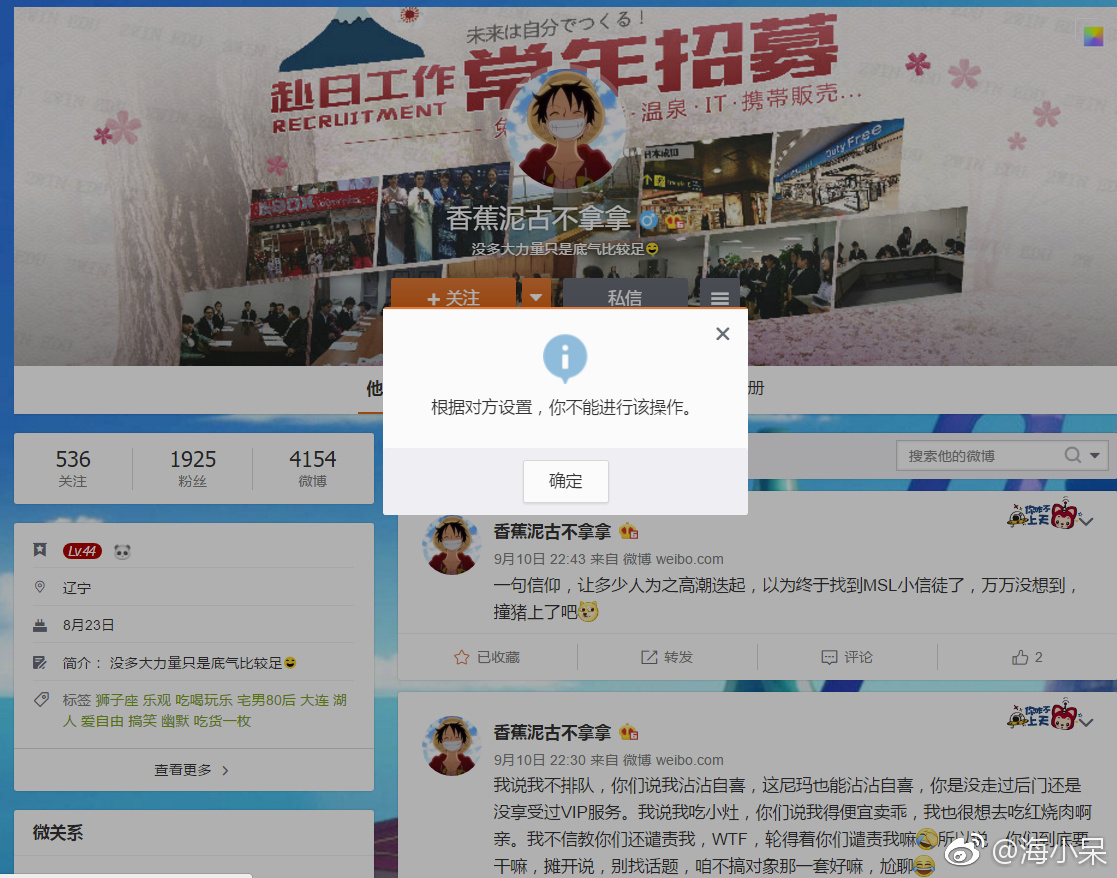 未来は自分でつくる！
赴日工作 常年招募
RECRUITMENT
温泉·IT·携帯販売...
Duty Free
香蕉泥古不拿拿
没多大力量只是底气比较足
+ 关注
私信
他
册
根据对方设置，你不能进行该操作。
确定
536 1925 4154
关注 粉丝 微博
搜索他的微博
Lv.44
辽宁
8月23日
简介： 没多大力量只是底气比较足
标签 狮子座 乐观 吃喝玩乐 宅男80后 大连 湖
人 爱自由 搞笑 幽默 吃货一枚
查看更多
微关系
香蕉泥古不拿拿
9月10日 22:43 来自 微博 weibo.com
一句信仰，让多少人为之高潮迭起，以为终于找到MSL小信徒了，万万没想到，
撞猪上了吧
已收藏 转发 评论 2
香蕉泥古不拿拿
9月10日 22:30 来自 微博 weibo.com
我说我不排队，你们说我沾沾自喜，这尼玛也能沾沾自喜，你是没走过后门还是
没享受过VIP服务。我说我吃小灶，你们说我得便宜卖乖，我也很想去吃红烧肉啊
亲。我不信教你们还谴责我，WTF，轮得着你们谴责我嘛所以说，你们到底要
干嘛，摊开说，别找话题，咱不搞对象那一套好嘛，尬聊
@海小呆